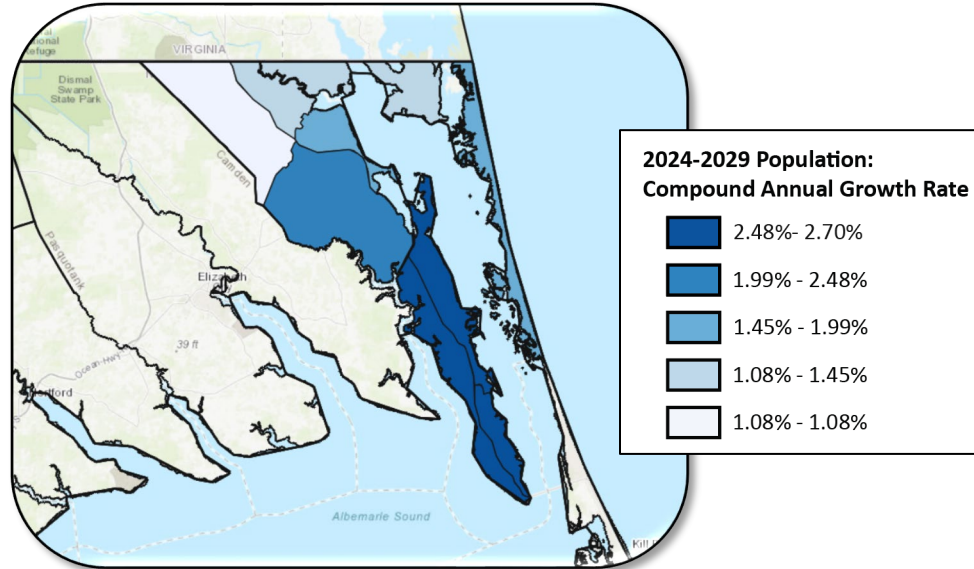 VIRGINIA
Dismal
Swamp
State Park
Camden
Pasquotank
Elizabeth
39 ft
Ocean-Hwy
Albemarle Sound
2024-2029 Population:
Compound Annual Growth Rate
2.48%- 2.70%
1.99% - 2.48%
1.45% - 1.99%
1.08% - 1.45%
1.08% - 1.08%